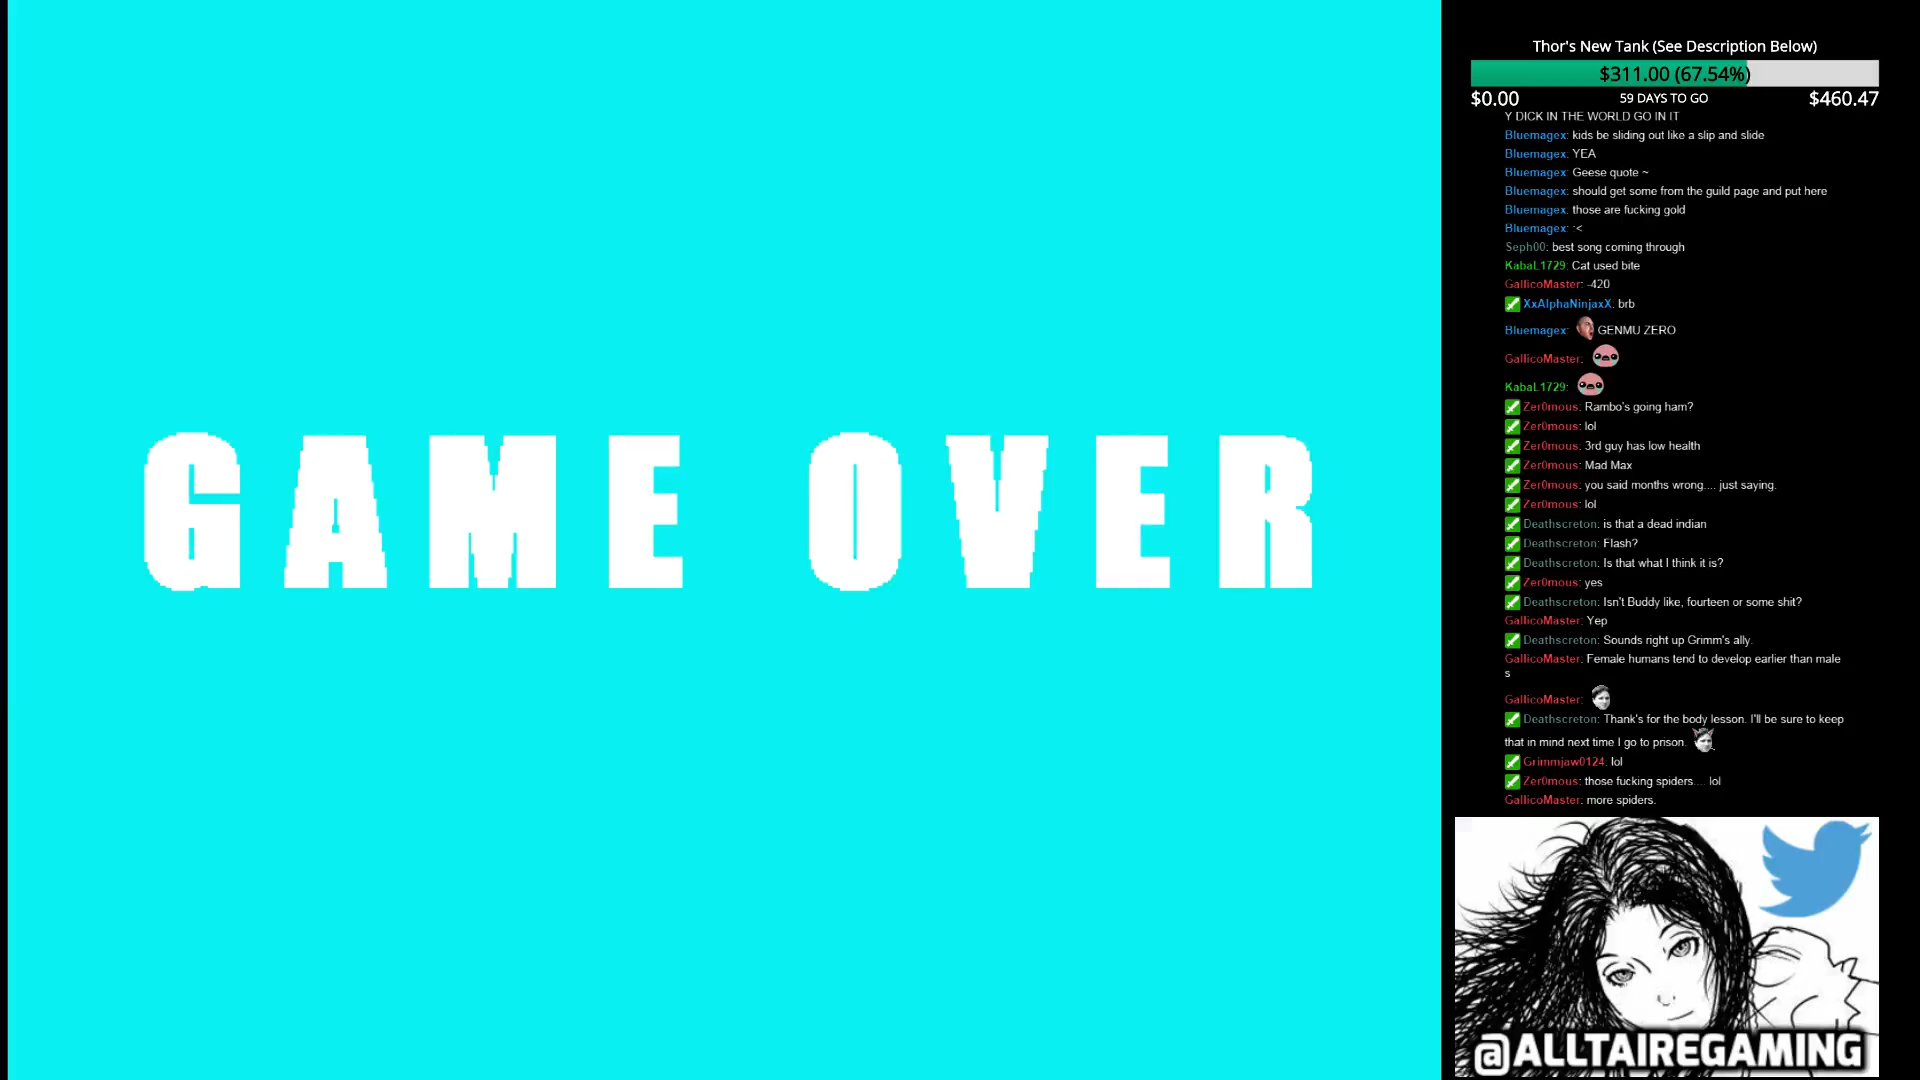 GAME OVER
Thor's New Tank (See Description Below)
$311.00 (67.54%)
$0.00 59 DAYS TO GO $460.47
Y DICK IN THE WORLD GO IN IT
Bluemagex: kids be sliding out like a slip and slide
Bluemagex: YEA
Bluemagex: Geese quote ~
Bluemagex: should get some from the guild page and put here
Bluemagex: those are fucking gold
Bluemagex: :<
Seph00: best song coming through
KabaL1729: Cat used bite
GallicoMaster: -420
XxAlphaNinjaxX: brb
Bluemagex: GENMU ZERO
GallicoMaster:
KabaL1729:
Zer0mous: Rambo's going ham?
Zer0mous: lol
Zer0mous: 3rd guy has low health
Zer0mous: Mad Max
Zer0mous: you said months wrong.... just saying.
Zer0mous: lol
Deathscreton: is that a dead indian
Deathscreton: Flash?
Deathscreton: Is that what I think it is?
Zer0mous: yes
Deathscreton: Isn't Buddy like, fourteen or some shit?
GallicoMaster: Yep
Deathscreton: Sounds right up Grimm's ally.
GallicoMaster: Female humans tend to develop earlier than male
s
GallicoMaster:
Deathscreton: Thank's for the body lesson. I'll be sure to keep
that in mind next time I go to prison.
Grimmjaw0124: lol
Zer0mous: those fucking spiders.... lol
GallicoMaster: more spiders.
@ALLTAIREGAMING